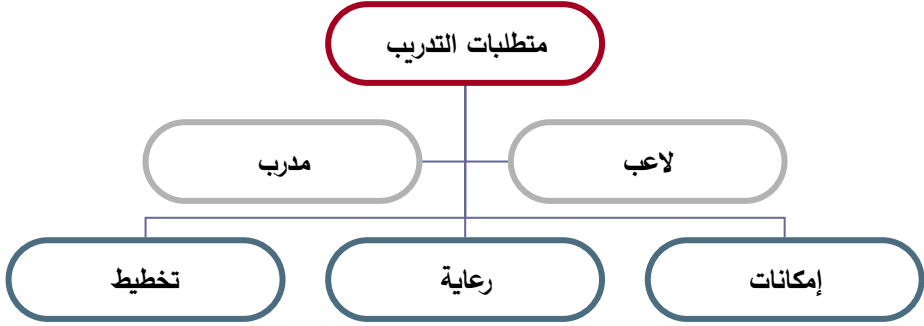 متطلبات التدريب
لاعب
مدرب
إمكانات
رعاية
تخطيط